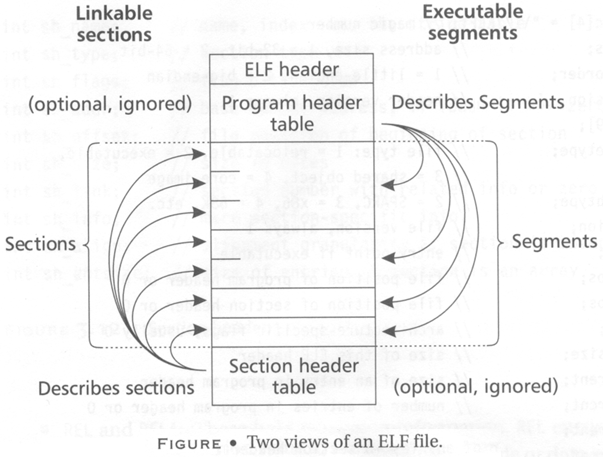 Linkable
sections
Executable
segments
ELF header
(optional, ignored)
Program header
table
Describes Segments
Sections
Segments
Describes sections
Section header
table
(optional, ignored)
FIGURE • Two views of an ELF file.